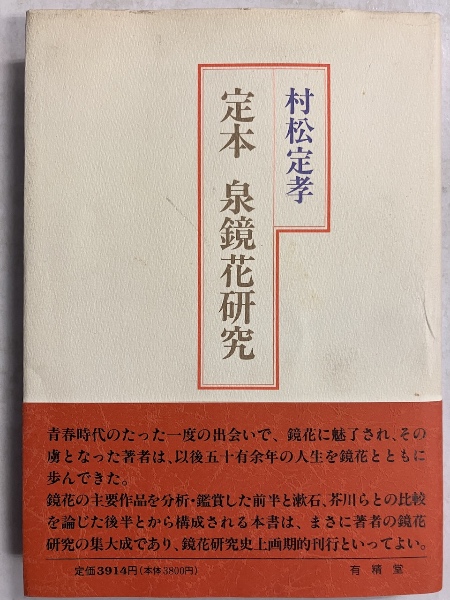 村松定孝
定本 泉鏡花研究
青春時代のたった一度の出会いで、鏡花に魅了され、その
虜となった著者は、以後五十有余年の人生を鏡花とともに
歩んできた。
鏡花の主要作品を分析・鑑賞した前半と漱石、芥川らとの比較
を論じた後半とから構成される本書は、まさに著者の鏡花
研究の集大成であり、鏡花研究史上画期的刊行といってよい。
定価3914円(本体3800円)
有精堂